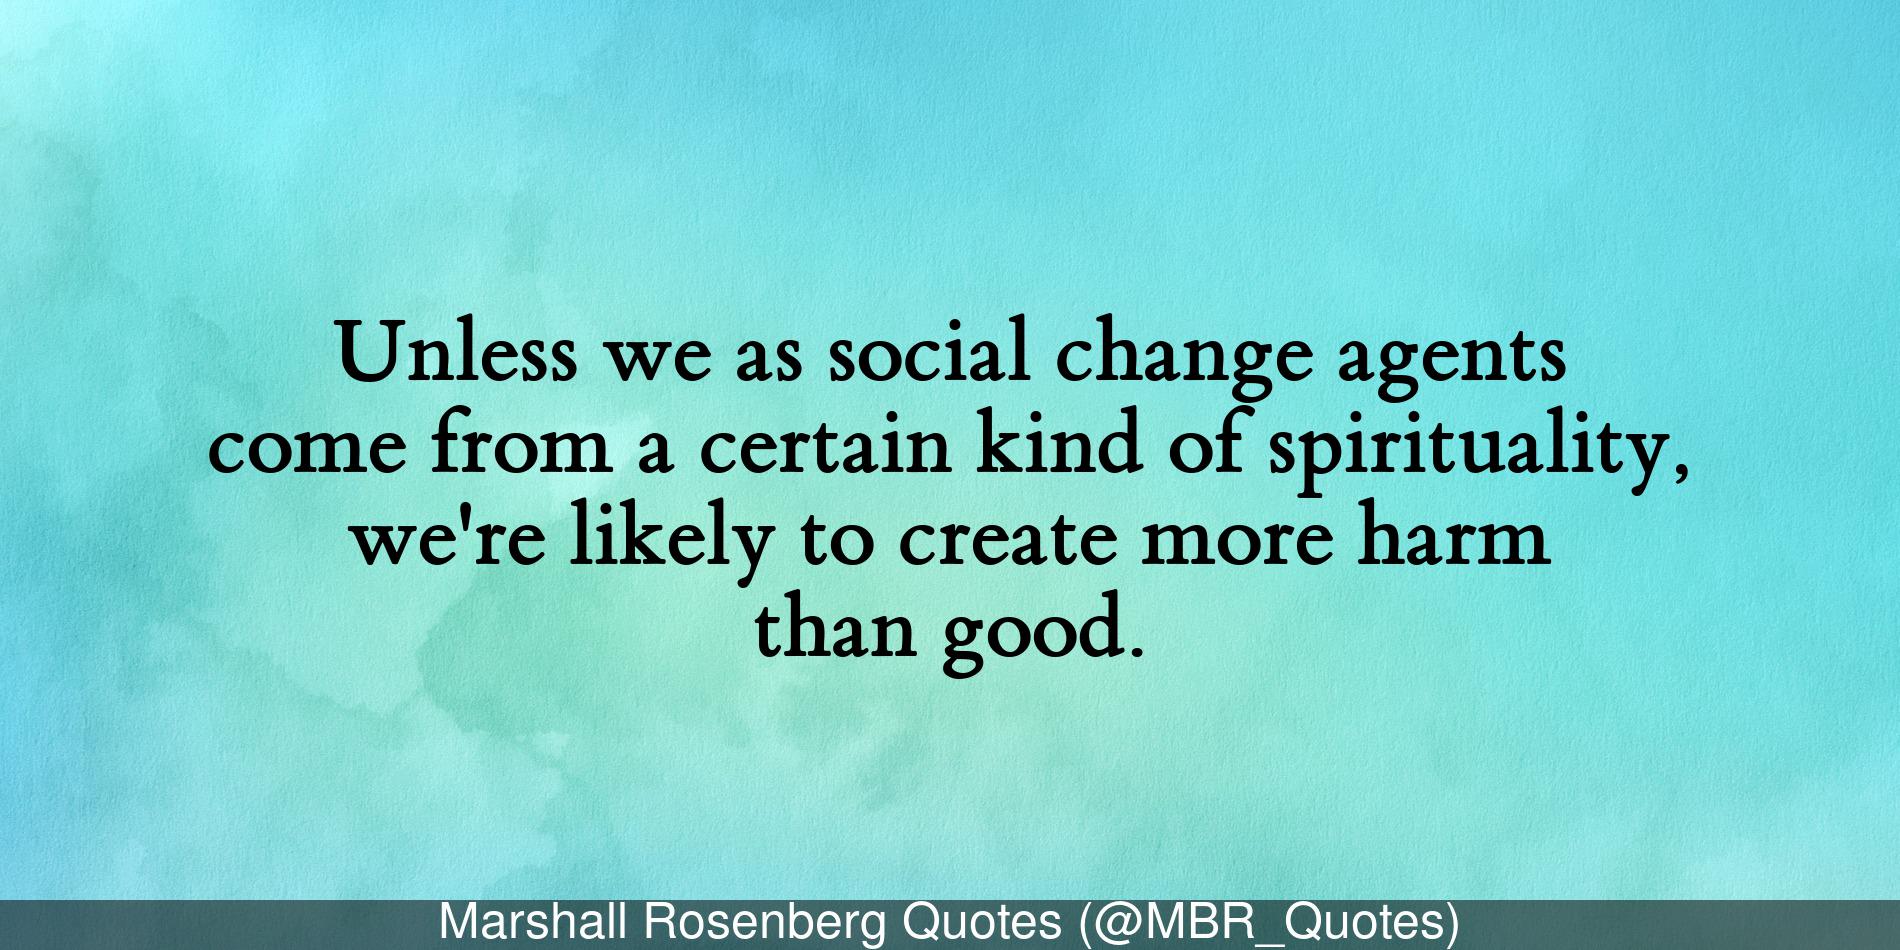 Unless we as social change agents
come from a certain kind of spirituality,
we're likely to create more harm
than good.
Marshall Rosenberg Quotes (@MBR_Quotes)